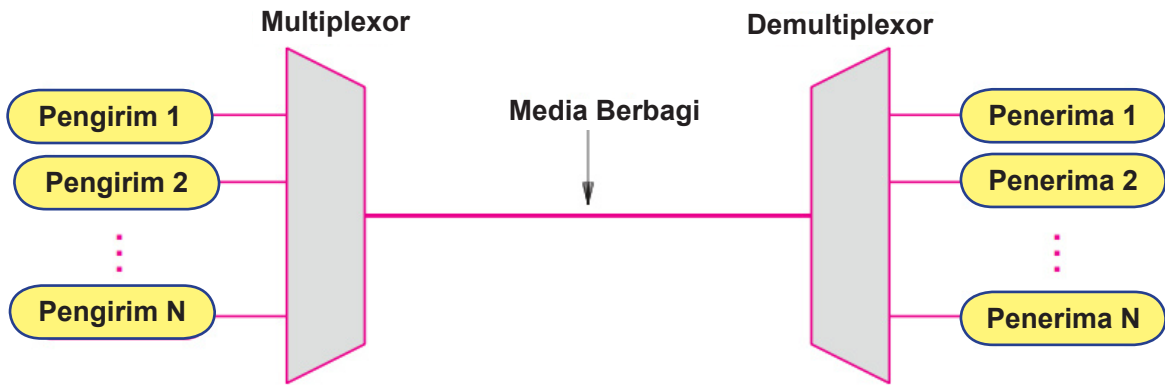 Multiplexor
Demultiplexor
Media Berbagi
Pengirim 1
Penerima 1
Pengirim 2
Penerima 2
Pengirim N
Penerima N